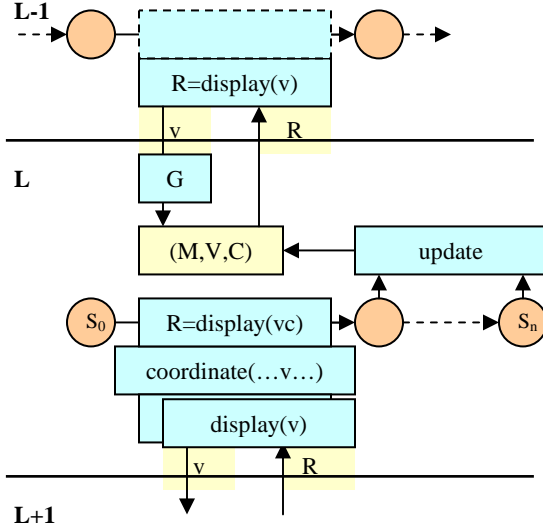 L-1
R=display(v)
v
R
L
G
(M,V,C)
update
S₀
R=display(vc)
Sₙ
coordinate(…v…)
display(v)
v
R
L+1